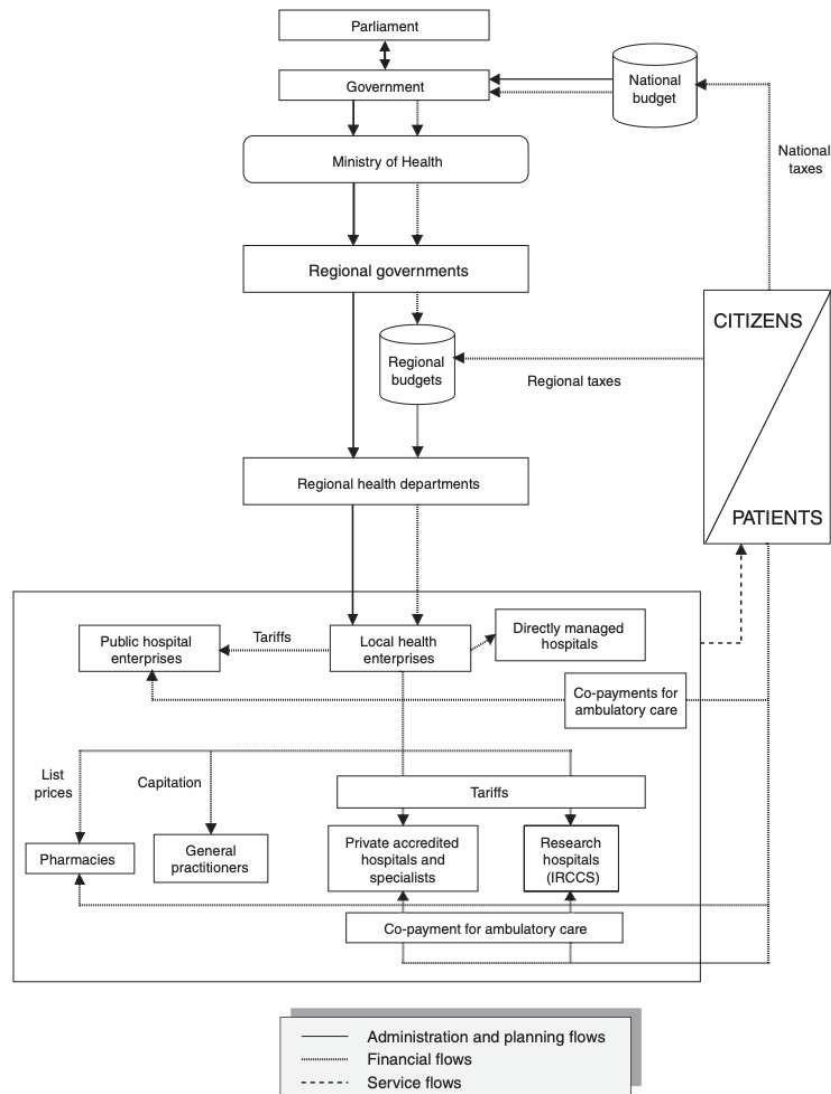 Parliament
Government
National
budget
Ministry of Health
National
taxes
Regional governments
CITIZENS
Regional
budgets
Regional taxes
Regional health departments
PATIENTS
Public hospital
enterprises
Tariffs
Local health
enterprises
Directly managed
hospitals
Co-payments for
ambulatory care
List
prices
Capitation
Tariffs
Pharmacies
General
practitioners
Private accredited
hospitals and
specialists
Research
hospitals
(IRCCS)
Co-payment for ambulatory care
Administration and planning flows
Financial flows
Service flows